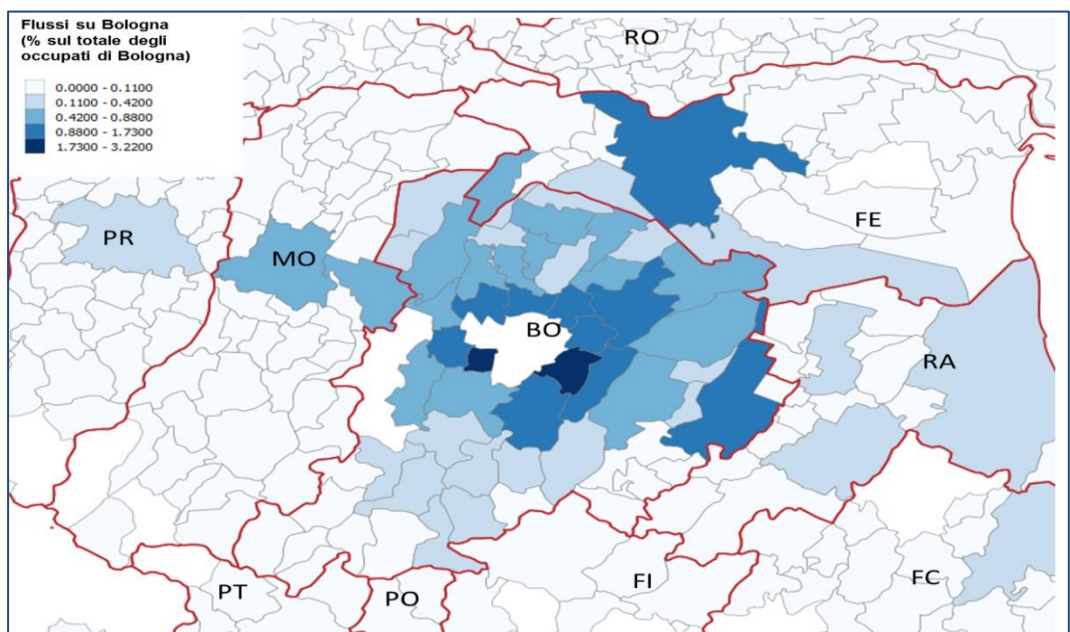 Flussi su Bologna
(% sul totale degli
occupati di Bologna)
0.0000 - 0.1100
0.1100 - 0.4200
0.4200 - 0.8800
0.8800 - 1.7300
1.7300 - 3.2200
RO
PR
MO
FE
BO
RA
PT
PO
FI
FC